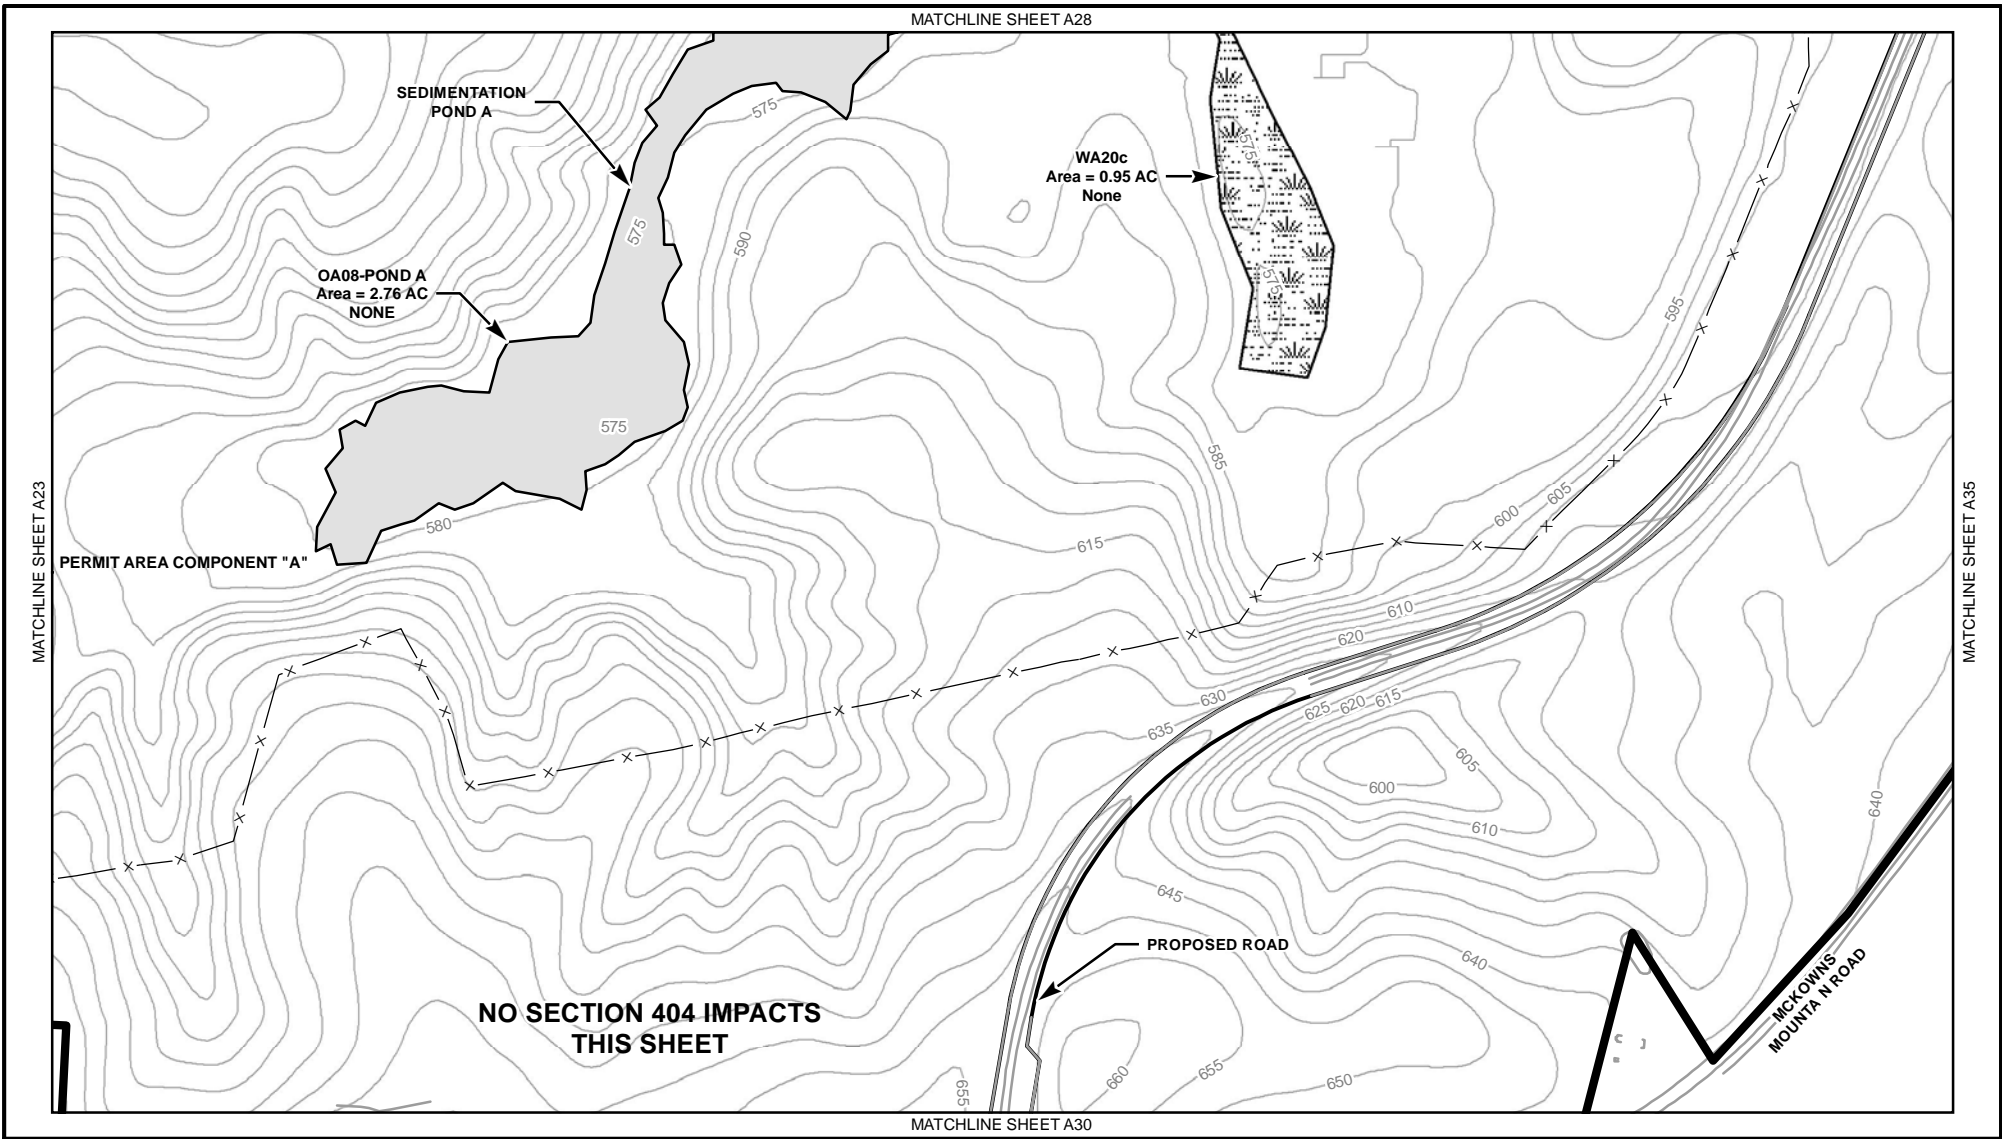 MATCHLINE SHEET A28
SEDIMENTATION
POND A
575
575
WA20c
Area = 0.95 AC
None
575
590
OA08-POND A
Area = 2.76 AC
NONE
575
595
575
585
MATCHLINE SHEET A23
MATCHLINE SHEET A35
600
605
580
615
PERMIT AREA COMPONENT "A"
610
620
630
625
620
615
635
605
600
640
610
645
PROPOSED ROAD
640
MCKOWNS
MOUNTA N ROAD
NO SECTION 404 IMPACTS
THIS SHEET
655
660
655
650
MATCHLINE SHEET A30